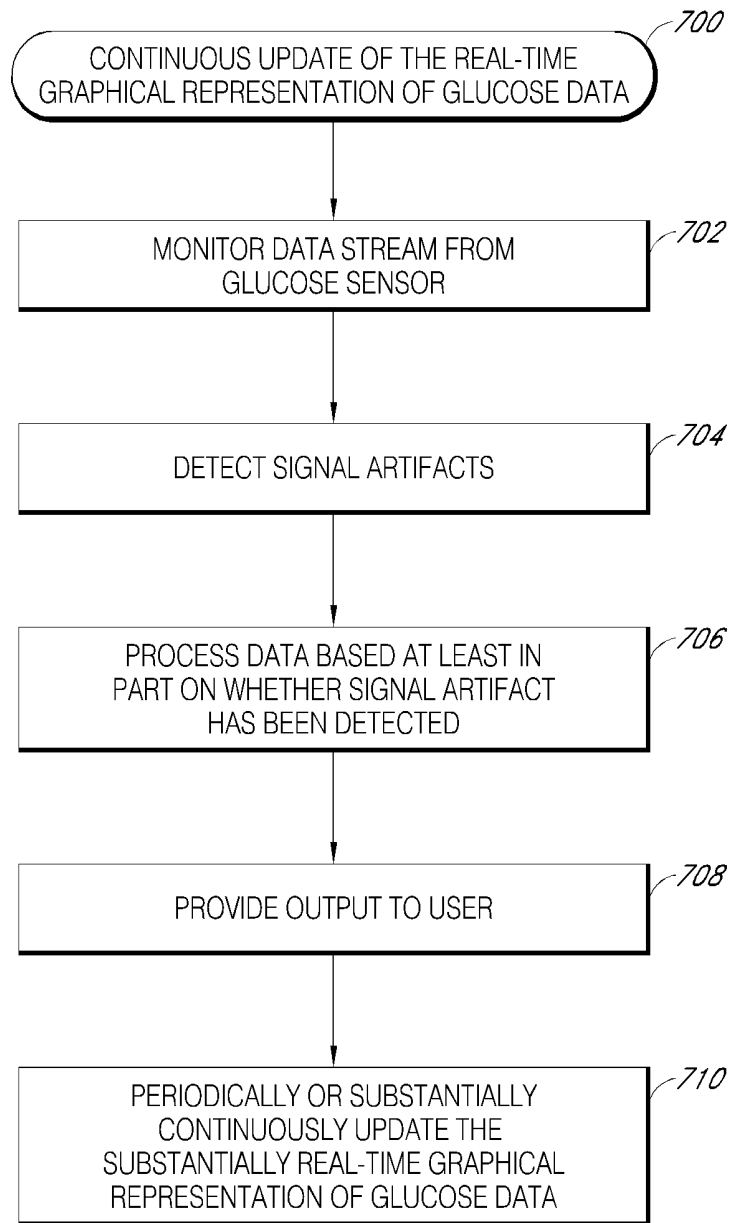 700
CONTINUOUS UPDATE OF THE REAL-TIME
GRAPHICAL REPRESENTATION OF GLUCOSE DATA
702
MONITOR DATA STREAM FROM
GLUCOSE SENSOR
704
DETECT SIGNAL ARTIFACTS
706
PROCESS DATA BASED AT LEAST IN
PART ON WHETHER SIGNAL ARTIFACT
HAS BEEN DETECTED
708
PROVIDE OUTPUT TO USER
710
PERIODICALLY OR SUBSTANTIALLY
CONTINUOUSLY UPDATE THE
SUBSTANTIALLY REAL-TIME GRAPHICAL
REPRESENTATION OF GLUCOSE DATA